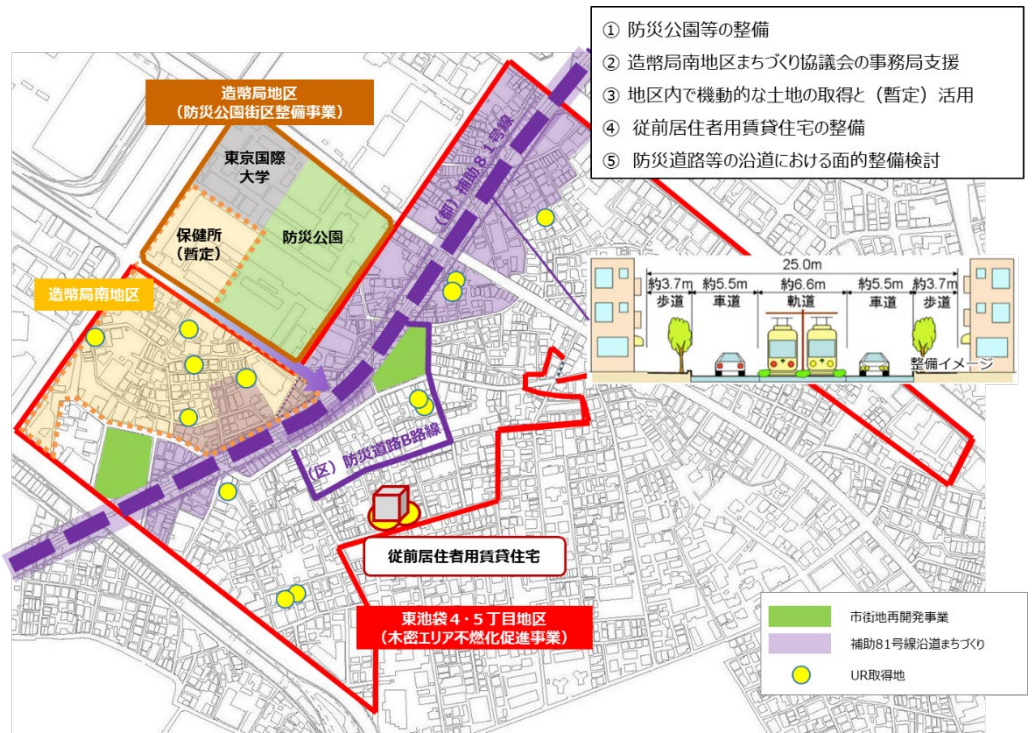 ① 防災公園等の整備
② 造幣局南地区まちづくり協議会の事務局支援
③ 地区内で機動的な土地の取得と（暫定）活用
④ 従前居住者用賃貸住宅の整備
⑤ 防災道路等の沿道における面的整備検討
造幣局地区
（防災公園街区整備事業）
東京国際
大学
防災公園
保健所
（暫定）
（都）補助８１号線
造幣局南地区
25.0m
約3.7m
約5.5m
約6.6m
約5.5m
約3.7m
歩道
車道
軌道
車道
歩道
整備イメージ
（区）防災道路B路線
従前居住者用賃貸住宅
東池袋４・５丁目地区
（木密エリア不燃化促進事業）
市街地再開発事業
補助81号線沿道まちづくり
UR取得地